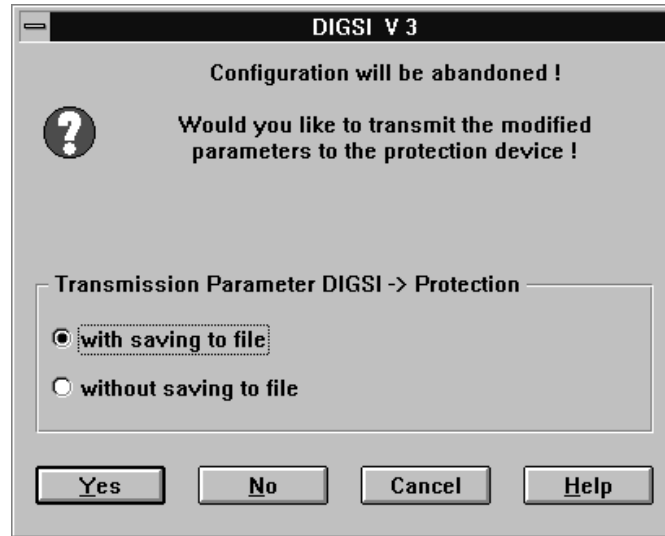 DIGSI V 3
Configuration will be abandoned !
Would you like to transmit the modified
parameters to the protection device !
Transmission Parameter DIGSI -> Protection
with saving to file
without saving to file
Yes No Cancel Help